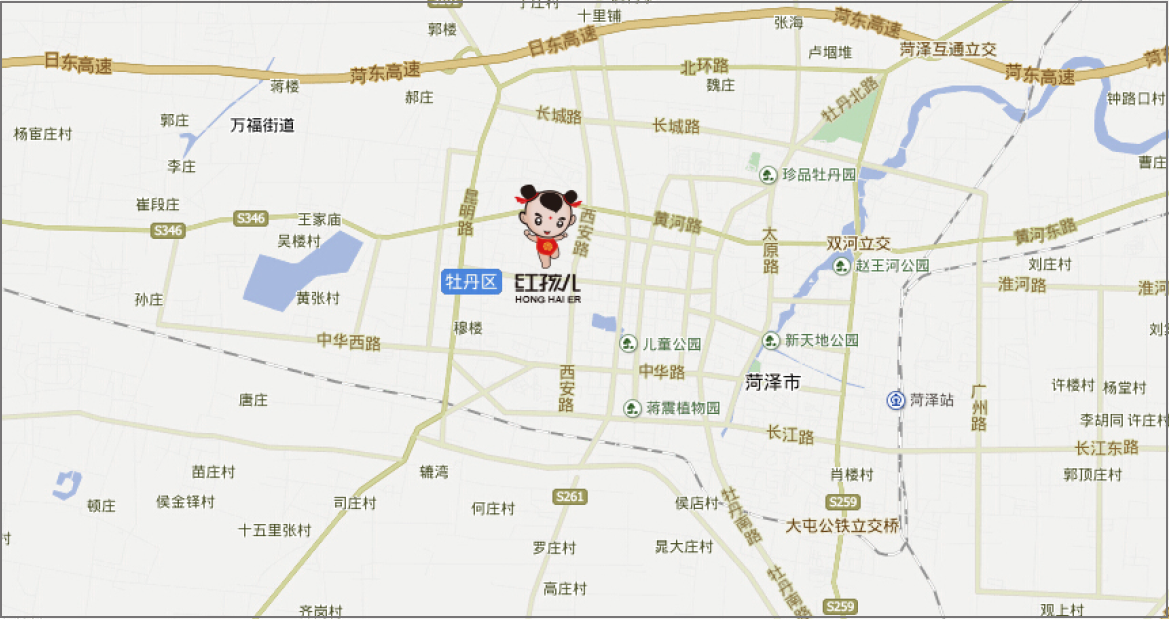 十里铺
张海
郭楼
菏东高速
日东高速
卢堌堆
菏泽互通立交
日东高速
菏东高速
北环路
菏东高速
蒋楼
魏庄
郝庄
牡丹北路
钟路口村
长城路
长城路
郭庄
万福街道
杨宦庄村
李庄
曹庄
珍品牡丹园
崔段庄
昆明路
S346
王家庙
西安路
黄河路
S346
吴楼村
太原路
双河立交
黄河东路
赵王河公园
刘庄村
牡丹区
红孩儿
HONG HAI ER
淮河路
孙庄
黄张村
穆楼
中华西路
儿童公园
新天地公园
中华路
菏泽市
西安路
许楼村
杨堂村
唐庄
蒋震植物园
菏泽站
广州路
李胡同
许庄村
长江路
长江东路
苗庄村
辘湾
肖楼村
郭顶庄村
顿庄
侯金铎村
司庄村
何庄村
S261
侯店村
牡丹南路
S259
十五里张村
大屯公铁立交桥
罗庄村
晁大庄村
高庄村
牡丹南路
齐岗村
S259
观上村